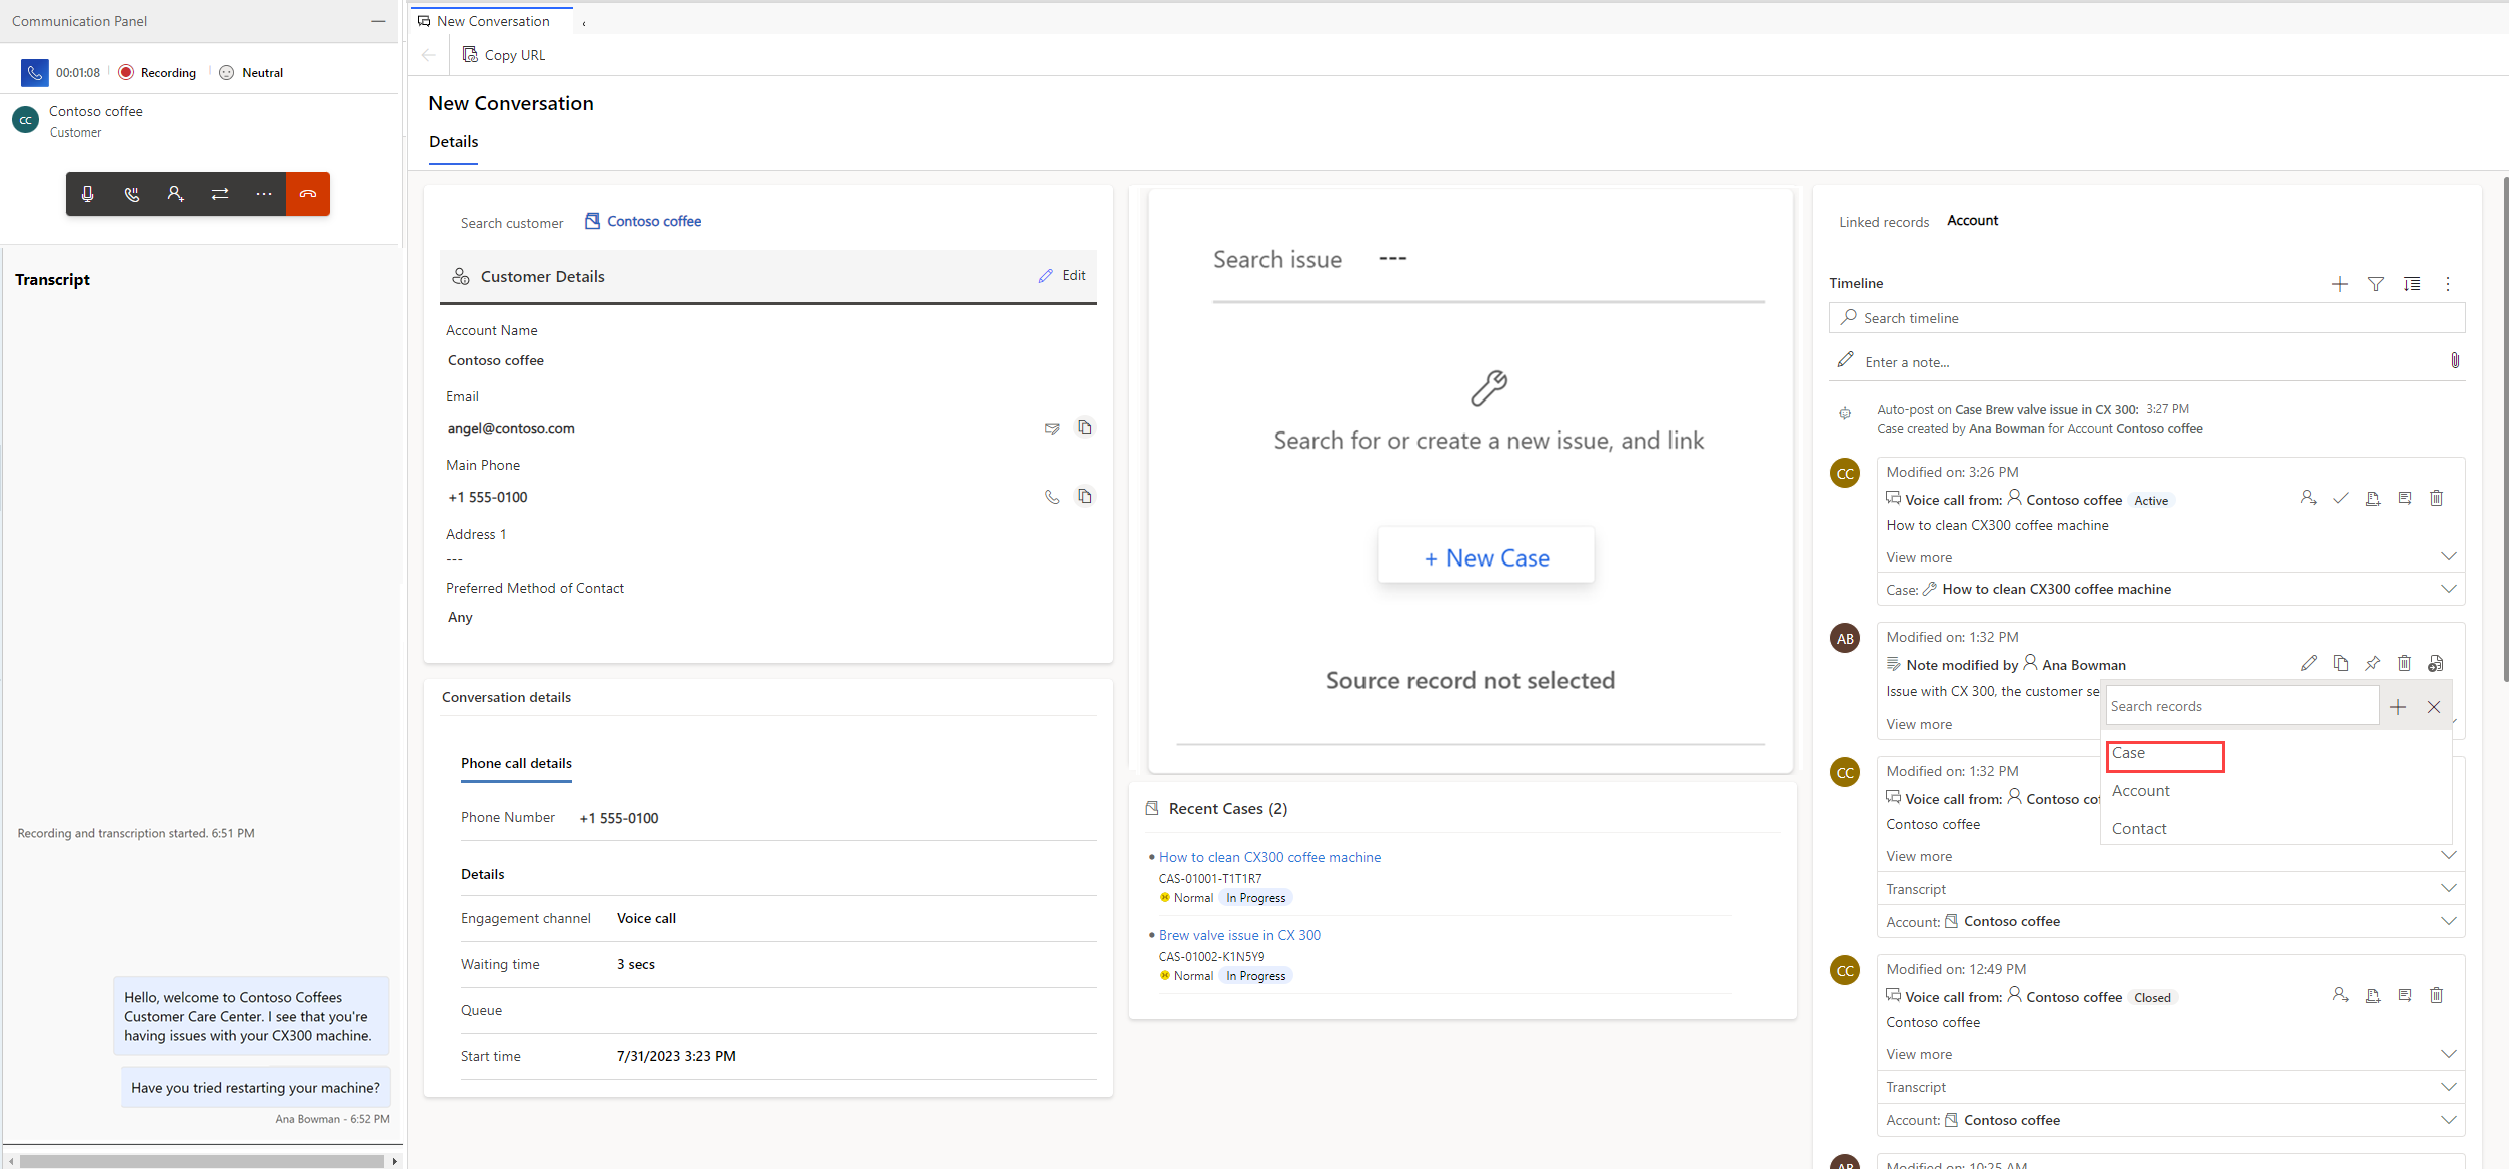 Communication Panel
00:01:08
Recording
Neutral
CC
Contoso coffee
Customer
Transcript
Recording and transcription started. 6:51 PM
Hello, welcome to Contoso Coffees
Customer Care Center. I see that you're
having issues with your CX300 machine.
Have you tried restarting your machine?
Ana Bowman - 6:52 PM
New Conversation
Copy URL
New Conversation
Details
Search customer
Contoso coffee
Customer Details
Edit
Account Name
Contoso coffee
Email
angel@contoso.com
Main Phone
+1 555-0100
Address 1
---
Preferred Method of Contact
Any
Conversation details
Phone call details
Phone Number
+1 555-0100
Details
Engagement channel
Voice call
Waiting time
3 secs
Queue
Start time
7/31/2023 3:23 PM
Search issue
---
Search for or create a new issue, and link
+ New Case
Source record not selected
Recent Cases (2)
How to clean CX300 coffee machine
CAS-01001-T1T1R7
Normal
In Progress
Brew valve issue in CX 300
CAS-01002-K1N5Y9
Normal
In Progress
Linked records
Account
Timeline
Search timeline
Enter a note...
Auto-post on Case Brew valve issue in CX 300: 3:27 PM
Case created by Ana Bowman for Account Contoso coffee
CC
Modified on: 3:26 PM
Voice call from: Contoso coffee Active
How to clean CX300 coffee machine
View more
Case: How to clean CX300 coffee machine
AB
Modified on: 1:32 PM
Note modified by Ana Bowman
Issue with CX 300, the customer se
View more
Search records
Case
Account
Contact
CC
Modified on: 1:32 PM
Voice call from: Contoso co
Contoso coffee
View more
Transcript
Account: Contoso coffee
CC
Modified on: 12:49 PM
Voice call from: Contoso coffee Closed
Contoso coffee
View more
Transcript
Account: Contoso coffee
AB
Modified on: 10:25 AM